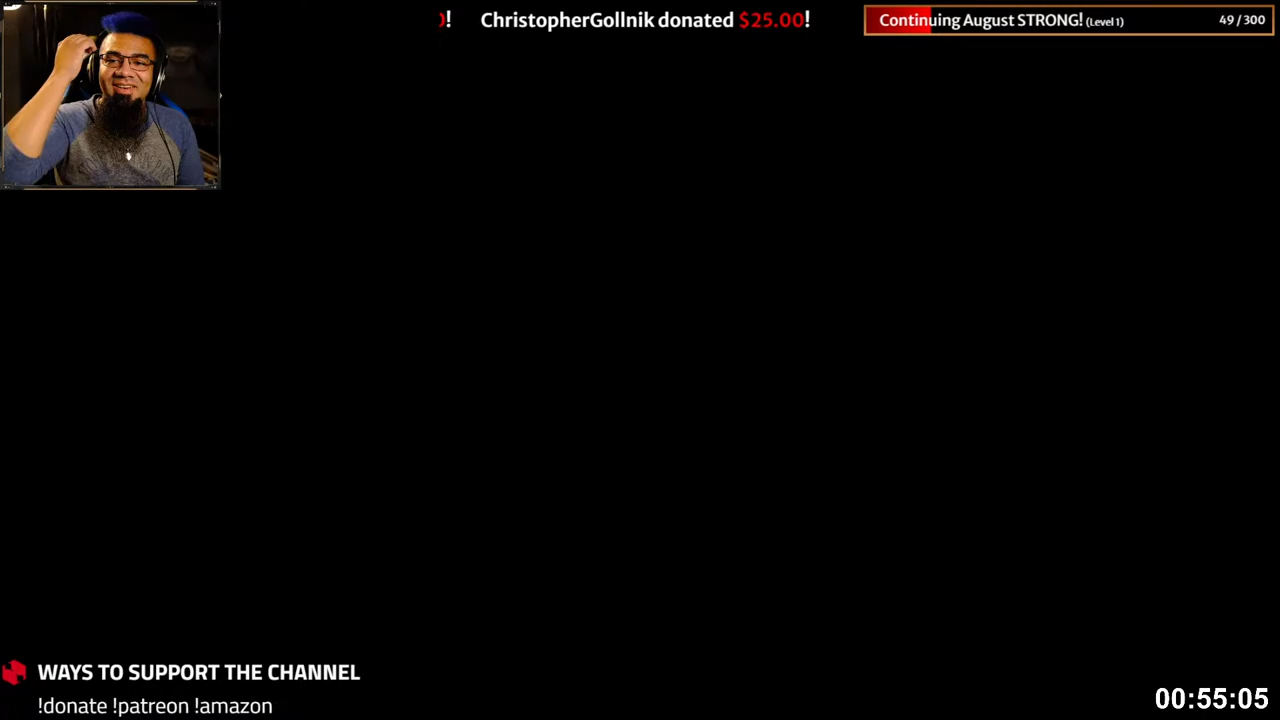 ! ChristopherGollnik donated $25.00!
Continuing August STRONG! (Level 1) 49 / 300
WAYS TO SUPPORT THE CHANNEL
!donate !patreon !amazon
00:55:05